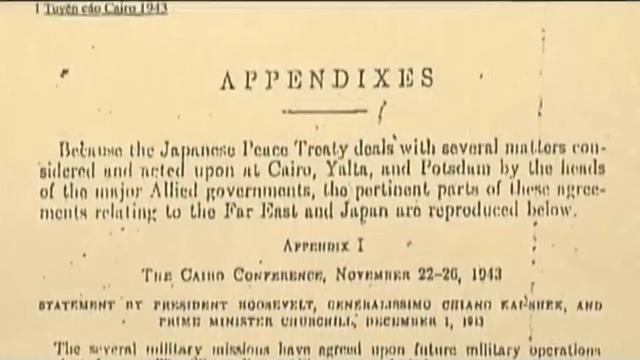 1 Tuyên cáo Cairo 1943
APPENDIXES
Because the Japanese Peace Treaty deals with several matters con-
sidered and acted upon at Cairo, Yalta, and Potsdam by the heads
of the major Allied governments, the pertinent parts of these agree-
ments relating to the Far East and Japan are reproduced below.
APPENDIX I
THE CAIRO CONFERENCE, NOVEMBER 22-26, 1943
STATEMENT BY PRESIDENT ROOSEVELT, GENERALISSIMO CHIANG KAI-SHEK, AND
PRIME MINISTER CHURCHILL, DECEMBER 1, 1943
The several military missions have agreed upon future military operations